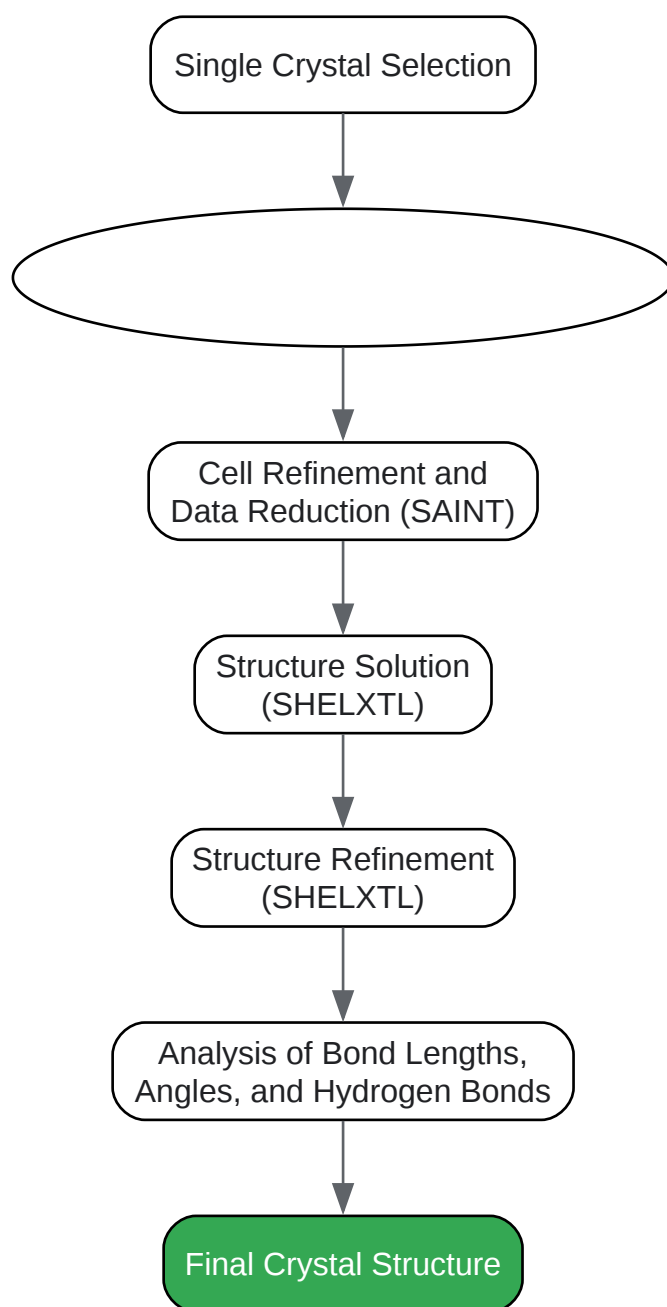 Single Crystal Selection
Cell Refinement and
Data Reduction (SAINT)
Structure Solution
(SHELXTL)
Structure Refinement
(SHELXTL)
Analysis of Bond Lengths,
Angles, and Hydrogen Bonds
Final Crystal Structure